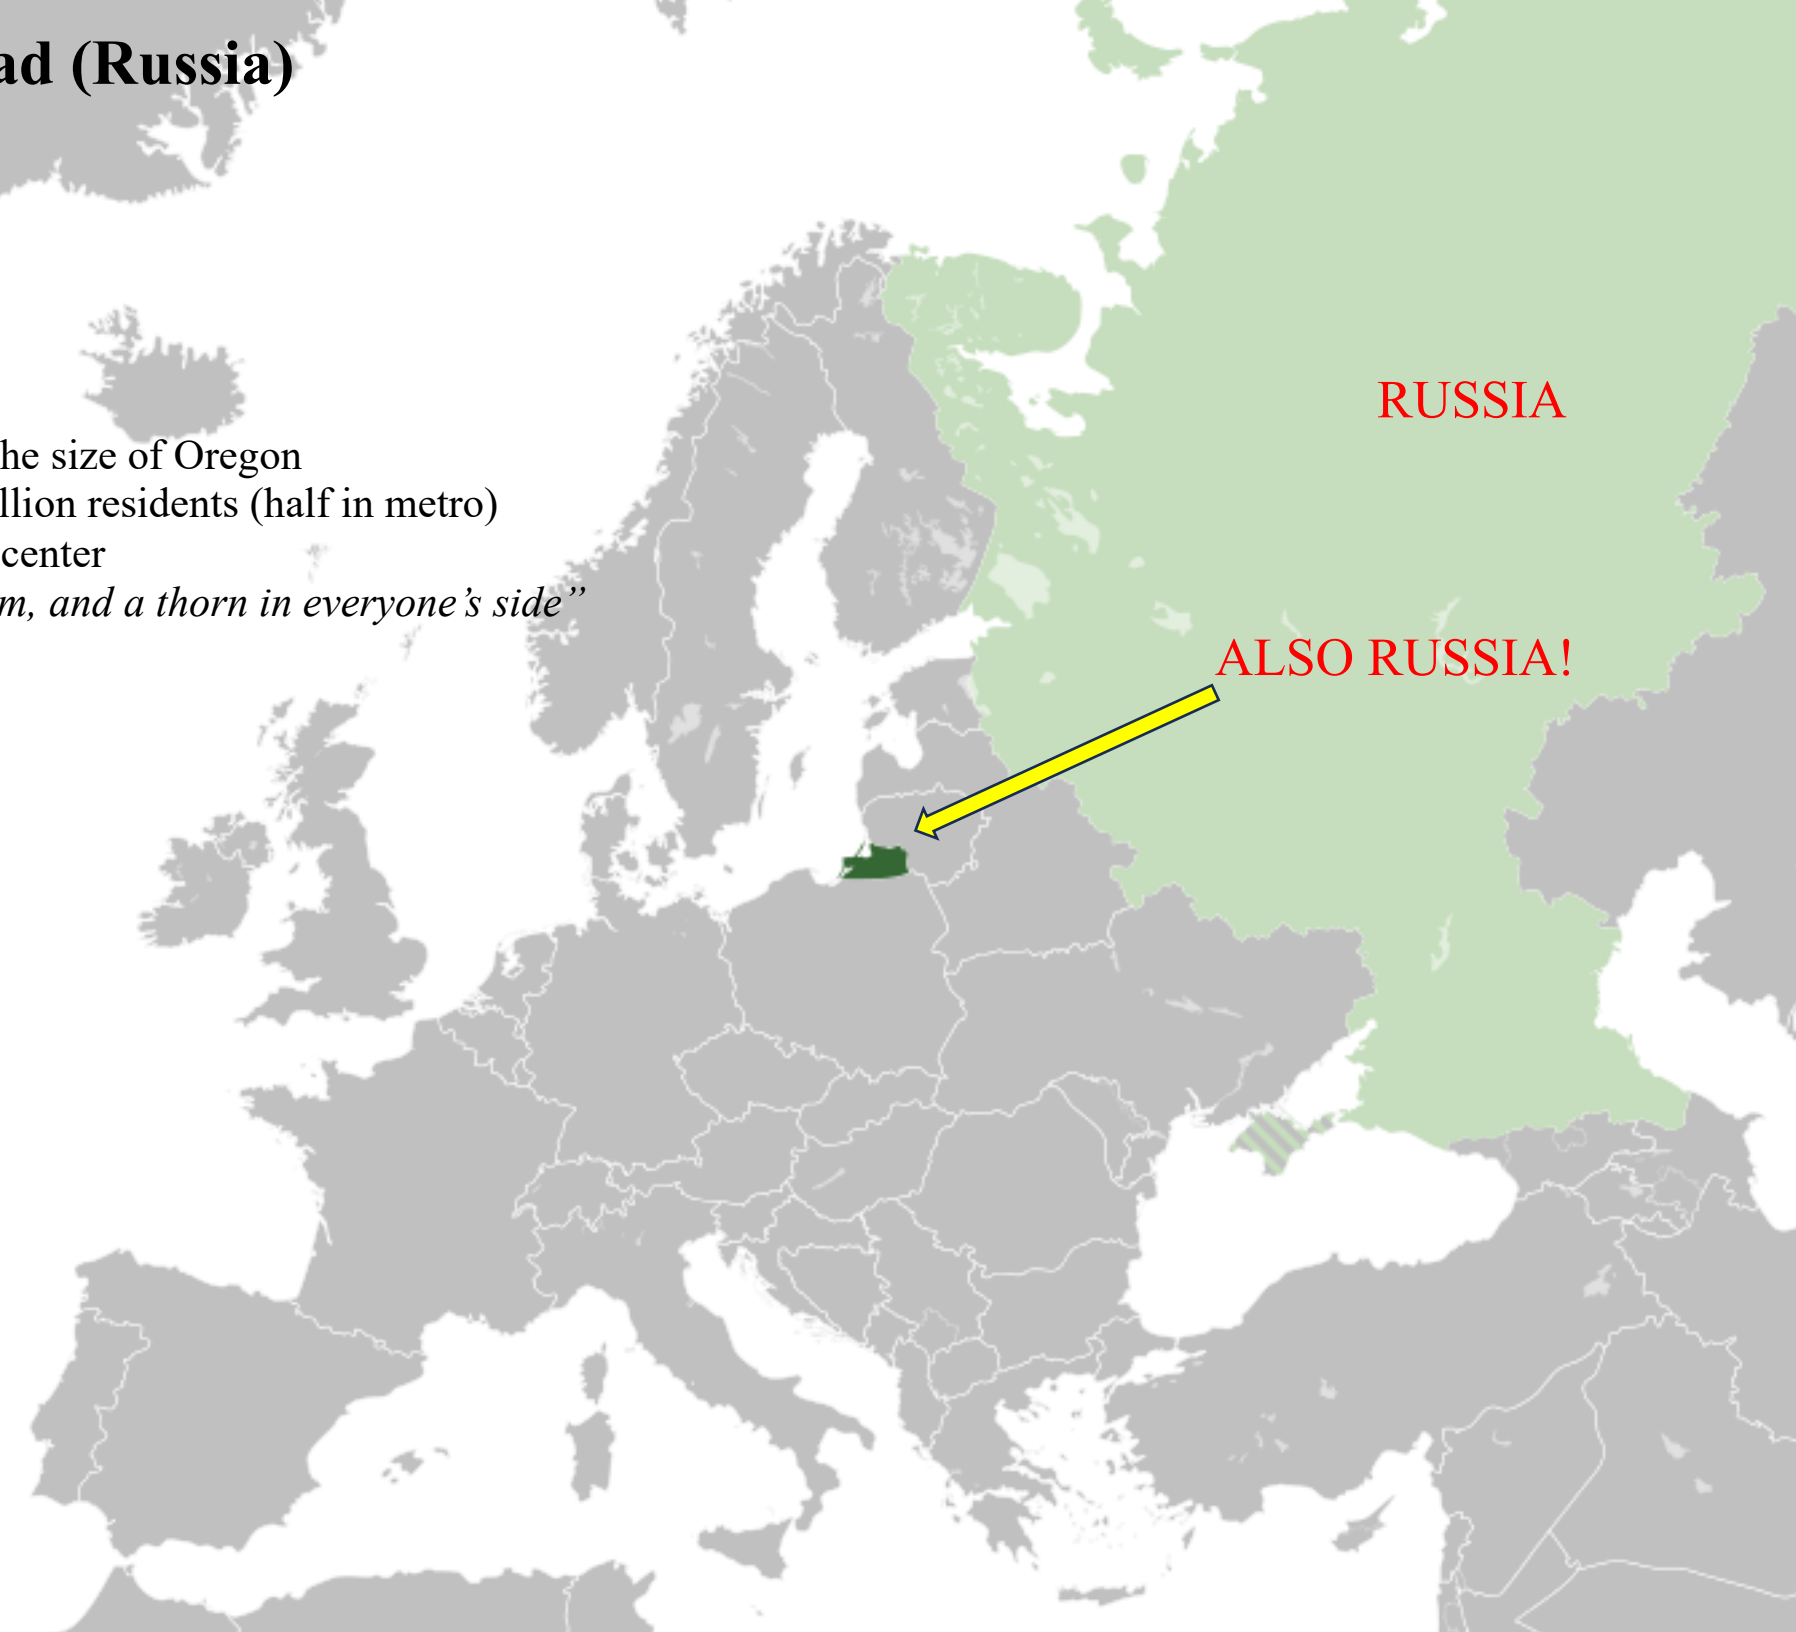 ad (Russia)
RUSSIA
he size of Oregon
llion residents (half in metro)
center
m, and a thorn in everyone’s side”
ALSO RUSSIA!